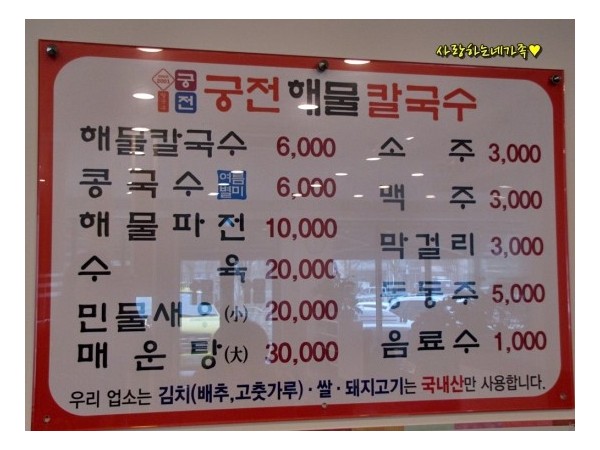 사랑하는네가족♥
궁전 궁전 해물 칼국수
해물칼국수 6,000
콩국수 여름별미 6,000
해물파전 10,000
수육 20,000
민물새우 (小) 20,000
매운탕 (大) 30,000
소주 3,000
백주 3,000
막걸리 3,000
동동주 5,000
음료수 1,000
우리 업소는 김치(배추,고춧가루)·쌀·돼지고기는 국내산만 사용합니다.